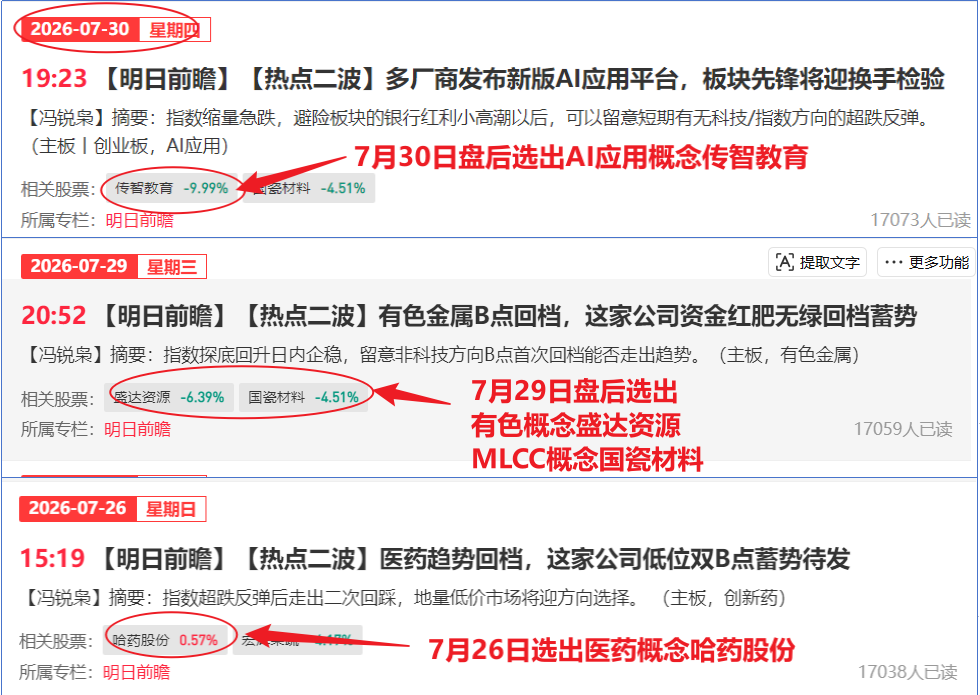 2026-07-30 星期四
19:23 【明日前瞻】【热点二波】多厂商发布新版AI应用平台，板块先锋将迎换手检验
【冯锐枭】摘要：指数缩量急跌，避险板块的银行红利小高潮以后，可以留意短期有无科技/指数方向的超跌反弹。
（主板丨创业板，AI应用）
7月30日盘后选出AI应用概念传智教育
相关股票： 传智教育 -9.99% 国瓷材料 -4.51%
所属专栏： 明日前瞻
17073人已读
2026-07-29 星期三
提取文字 ··· 更多功能
20:52 【明日前瞻】【热点二波】有色金属B点回档，这家公司资金红肥无绿回档蓄势
【冯锐枭】摘要：指数探底回升日内企稳，留意非科技方向B点首次回档能否走出趋势。（主板，有色金属）
相关股票： 盛达资源 -6.39% 国瓷材料 -4.51%
7月29日盘后选出
有色概念盛达资源
MLCC概念国瓷材料
所属专栏： 明日前瞻
17059人已读
2026-07-26 星期日
15:19 【明日前瞻】【热点二波】医药趋势回档，这家公司低位双B点蓄势待发
【冯锐枭】摘要：指数超跌反弹后走出二次回踩，地量低价市场将迎方向选择。（主板，创新药）
相关股票： 哈药股份 0.57%
7月26日选出医药概念哈药股份
所属专栏： 明日前瞻
17038人已读